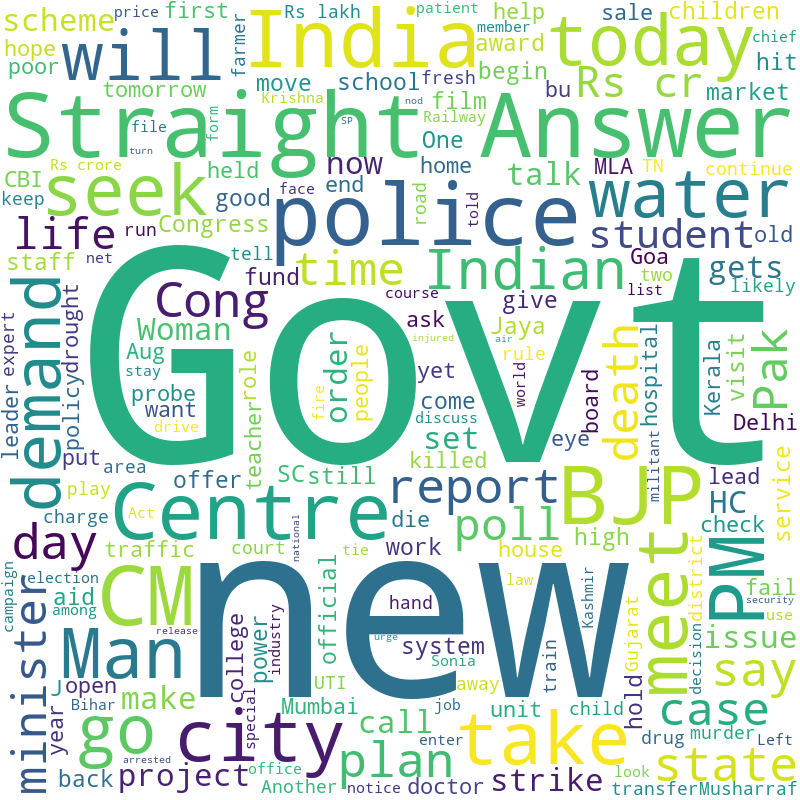 scheme
price
first
Rs lakh
patient
help
sale
children
hope
will
farmer
India
member
award
today
chief
hit
poor
tomorrow
move
school
fresh
begin
Rs cr
market
Straight Answer
file
form
Krishna
nod
film
bu
turn
SP
Railway
One
CBI
Rs crore
held
now
home
talk
MLA
TN
continue
keep
seek
good
end
face
police
road
told
water
life
run
Congress
student
old
staff
net
tell
fund
time
Indian
Goa
two
gets
list
likely
demand
drought
policy
Cong
course
ask
give
Jaya
order
Govt
Woman
injured
air
rule
world
death
Pak
visit
expert
leader
Aug
stay
role
people
yet
come
discuss
board
hospital
Kerala
probe
want
fire
Delhi
put
drive
teacher
set
eye
area
offer
SC
still
killed
militant
lead
play
Centre
report
BJP
HC
service
charge
Act
die
poll
high
check
day
traffic
court
tie
national
work
house
meet
PM
fail
CM
new
law
district
campaign
election
aid
among
official
hand
Kashmir
security
use
minister
release
college
power
industry
urge
system
issue
Man
UTI
Sonia
train
Gujarat
decision
say
J
open
away
hold
year
Bihar
make
special
Mumbai
job
unit
child
case
go
city
call
enter
take
drug
murder
Left
state
arrested
office
plan
look
back
project
Another
notice
doctor
strike
transfer
Musharraf